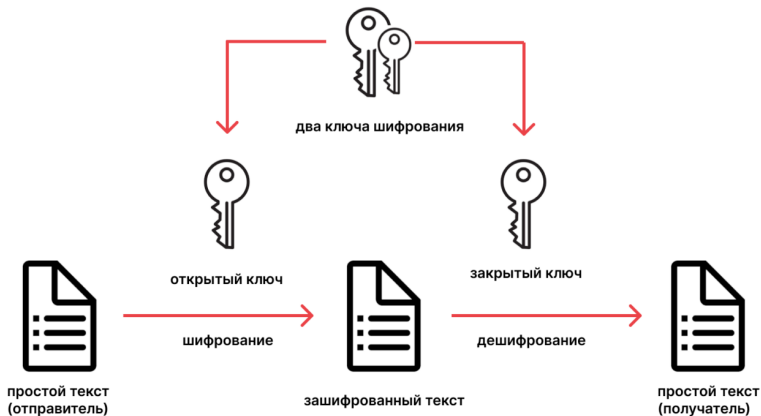 два ключа шифрования
открытый ключ
закрытый ключ
шифрование
дешифрование
простой текст
(отправитель)
зашифрованный текст
простой текст
(получатель)